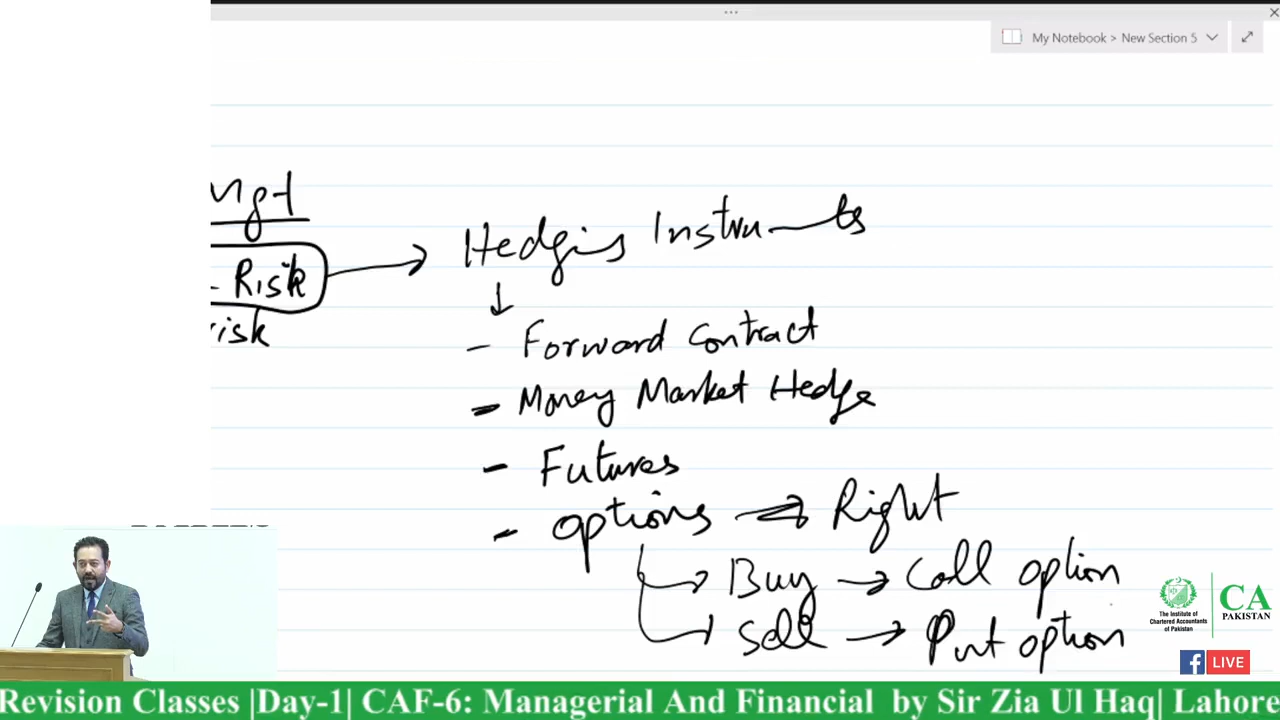 My Notebook > New Section 5
Mgt
- Risk
risk
Hedging Instruments
- Forward Contract
- Money Market Hedge
- Futures
- options → Right
Buy → Call option
Sell → Put option
The Institute of
Chartered Accountants
of Pakistan
CA
PAKISTAN
f LIVE
Revision Classes |Day-1| CAF-6: Managerial And Financial by Sir Zia Ul Haq| Lahore